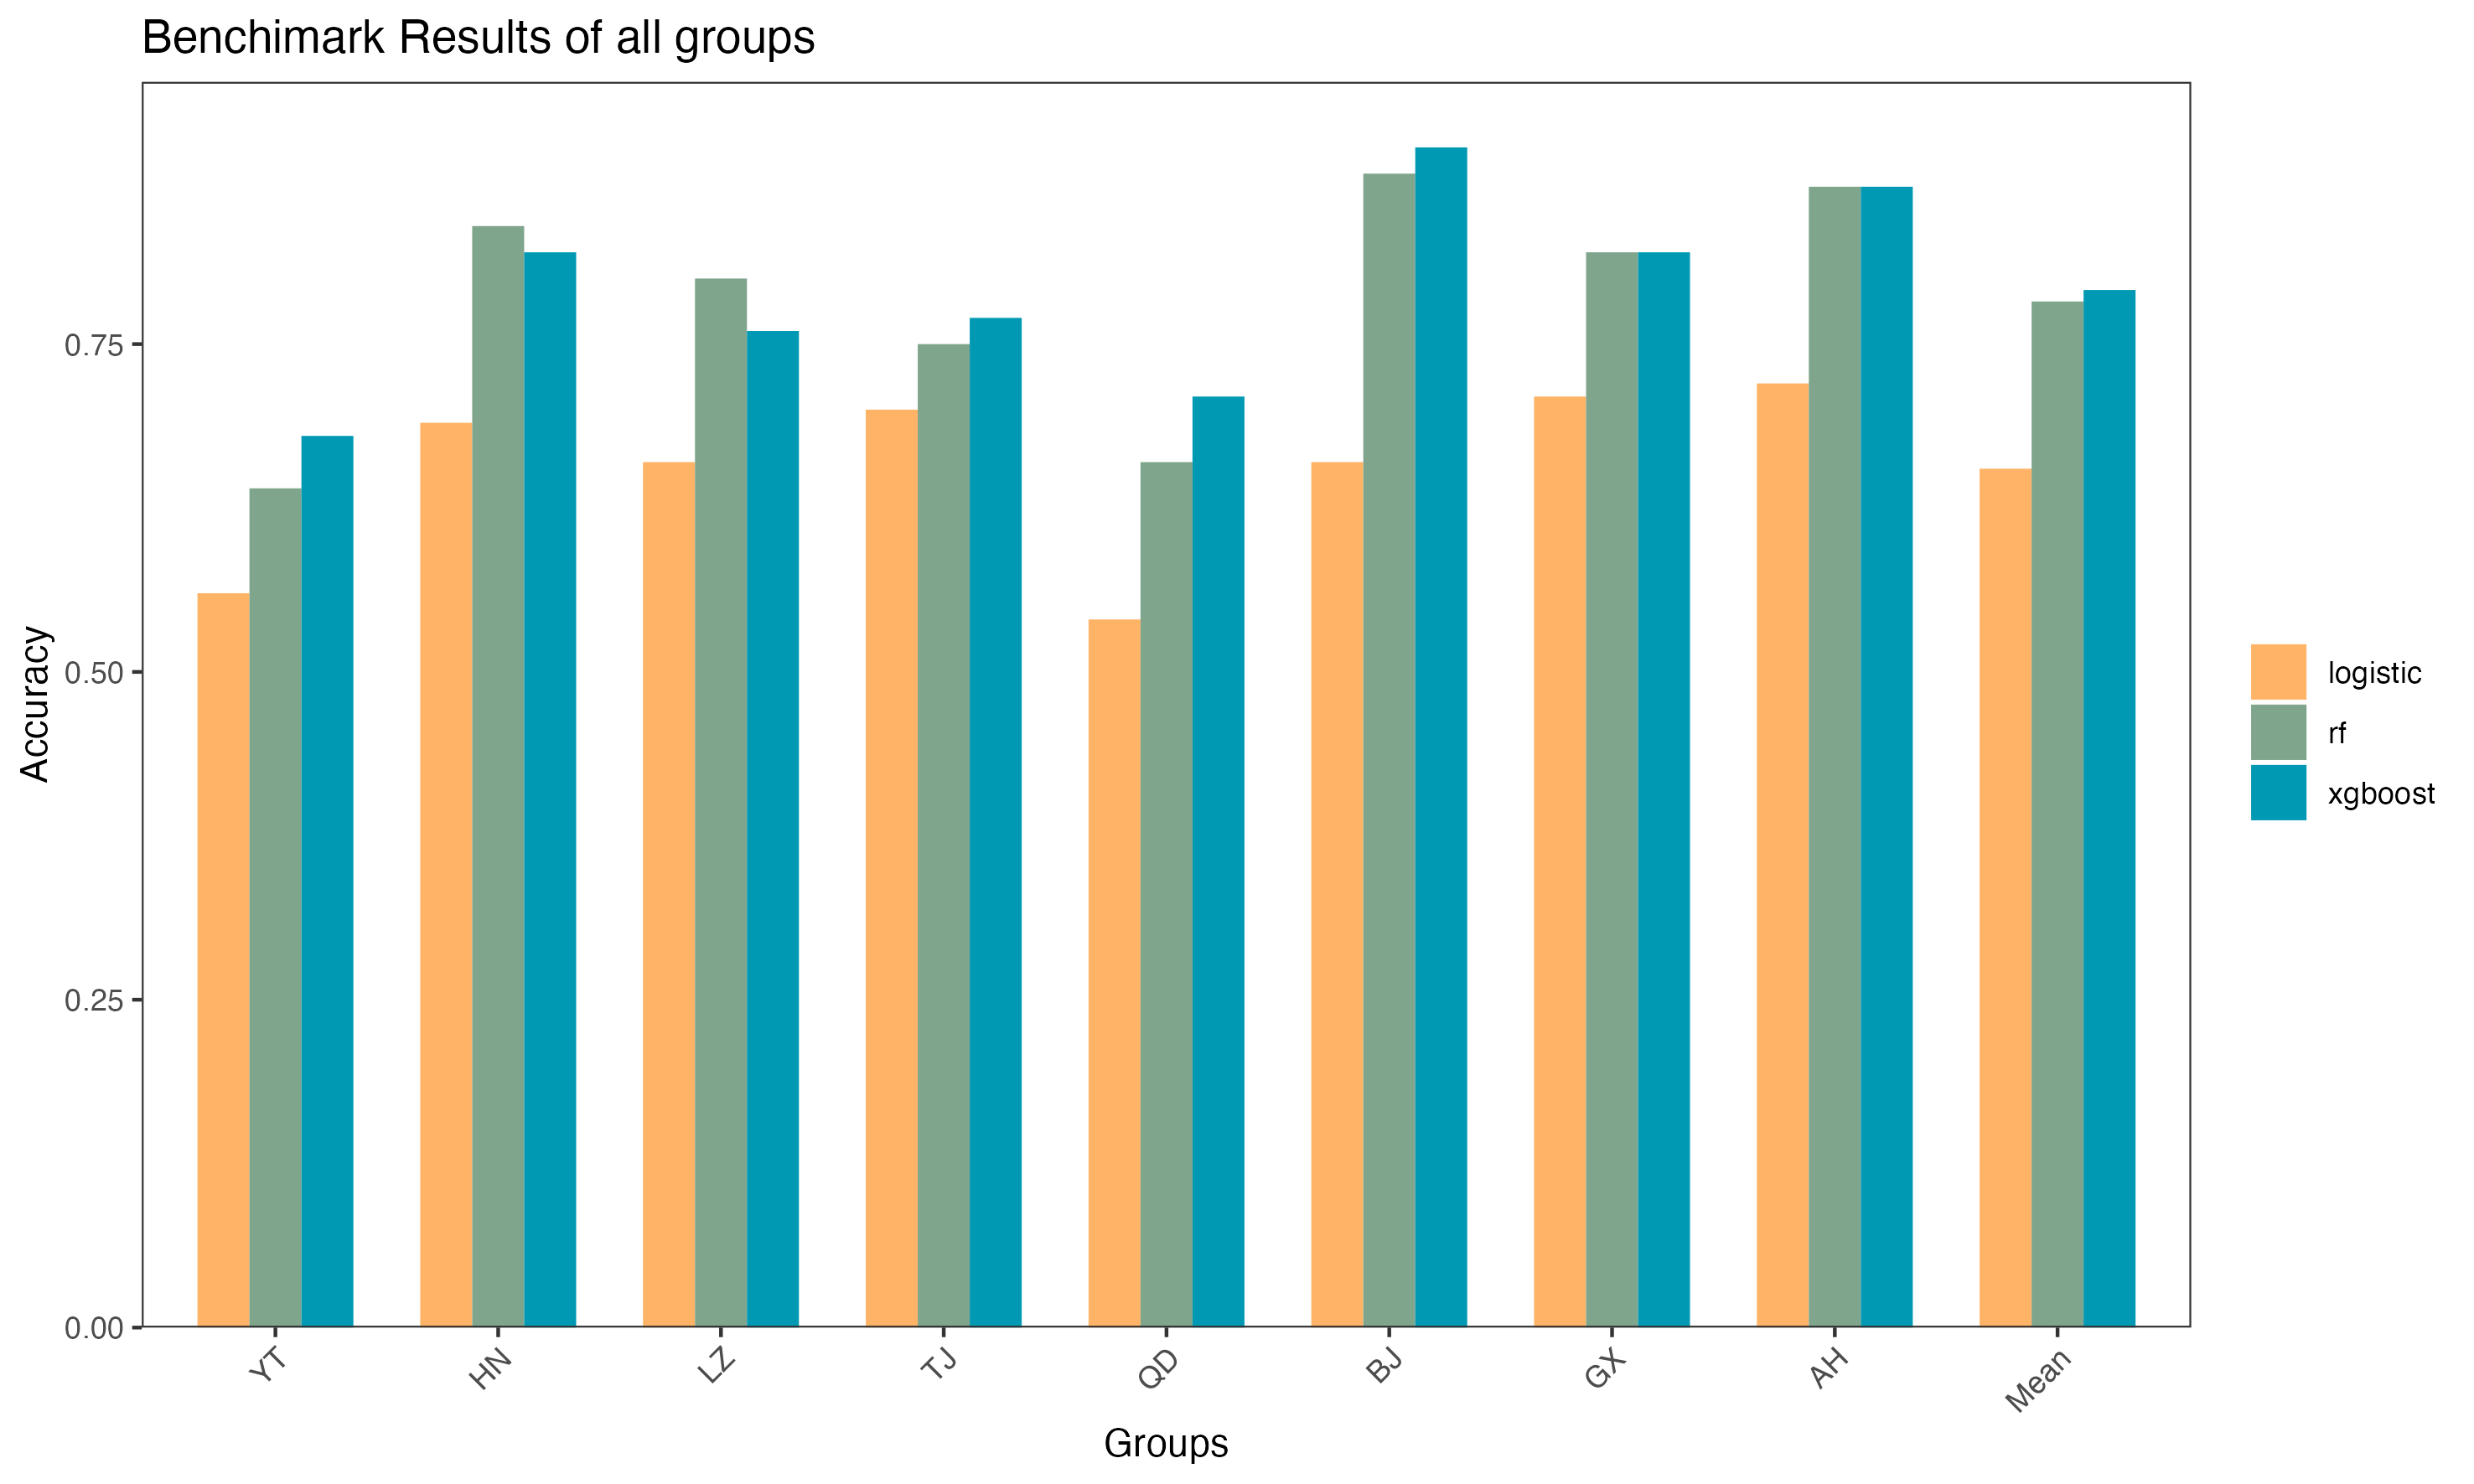 Benchimark Results of all groups
Accuracy
0.75
0.50
0.25
0.00
YT
HN
LZ
TJ
QD
BJ
GX
AH
Mean
Groups
logistic
rf
xgboost